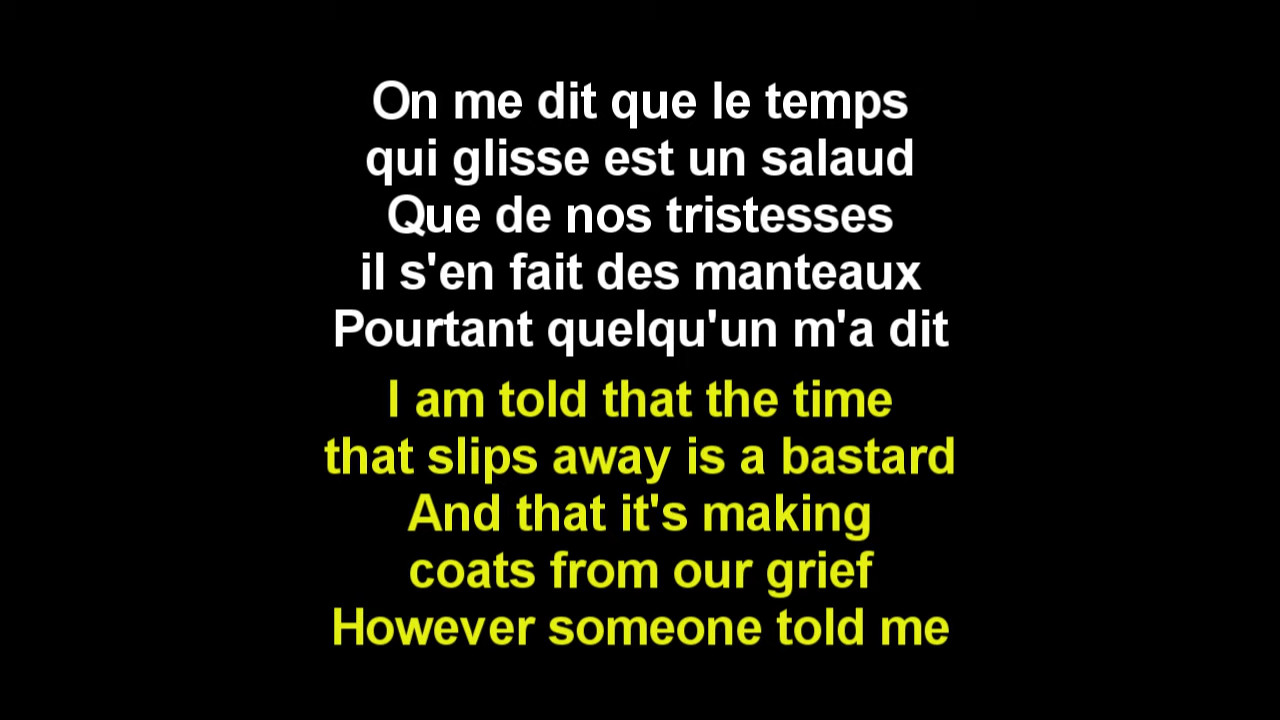 On me dit que le temps
qui glisse est un salaud
Que de nos tristesses
il s'en fait des manteaux
Pourtant quelqu'un m'a dit
I am told that the time
that slips away is a bastard
And that it's making
coats from our grief
However someone told me